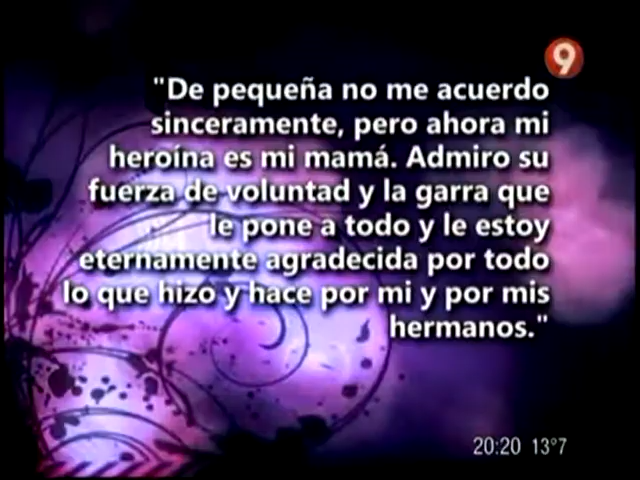 9
"De pequeña no me acuerdo
sinceramente, pero ahora mi
heroína es mi mamá. Admiro su
fuerza de voluntad y la garra que
le pone a todo y le estoy
eternamente agradecida por todo
lo que hizo y hace por mi y por mis
hermanos."
20:20 13°7